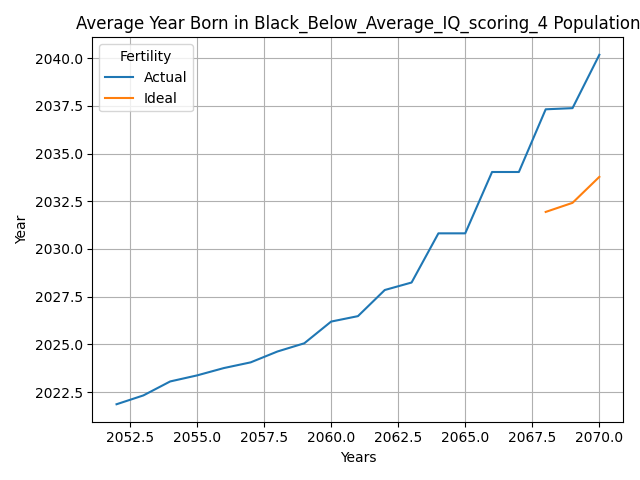 Average Year Born in Black_Below_Average_IQ_scoring_4 Population
Fertility
Actual
Ideal
2040.0
2037.5
2035.0
2032.5
2030.0
2027.5
2025.0
2022.5
Year
2052.5 2055.0 2057.5 2060.0 2062.5 2065.0 2067.5 2070.0
Years